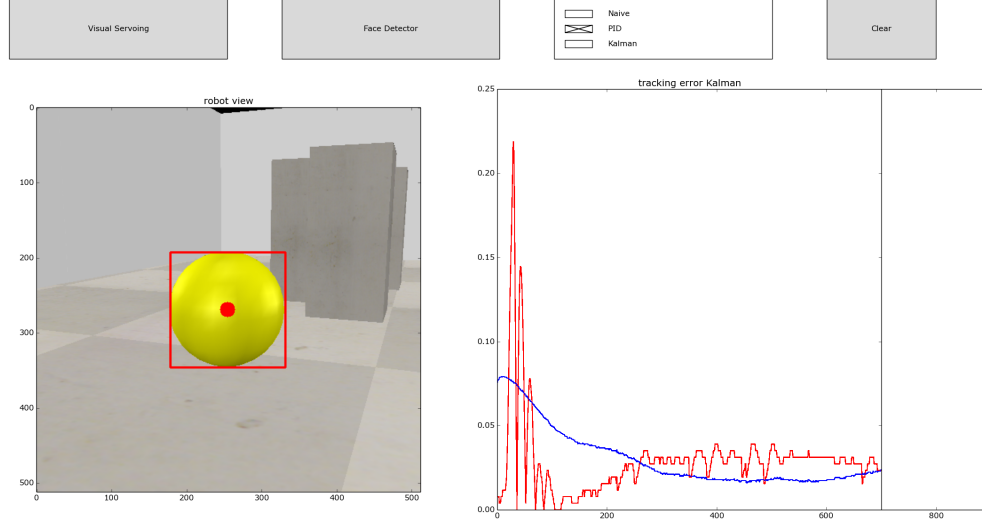 Visual Servoing
Face Detector
Naive
PID
Kalman
Clear
robot view
0
100
200
300
400
500
0 100 200 300 400 500
tracking error Kalman
0.25
0.20
0.15
0.10
0.05
0.00
0 200 400 600 800